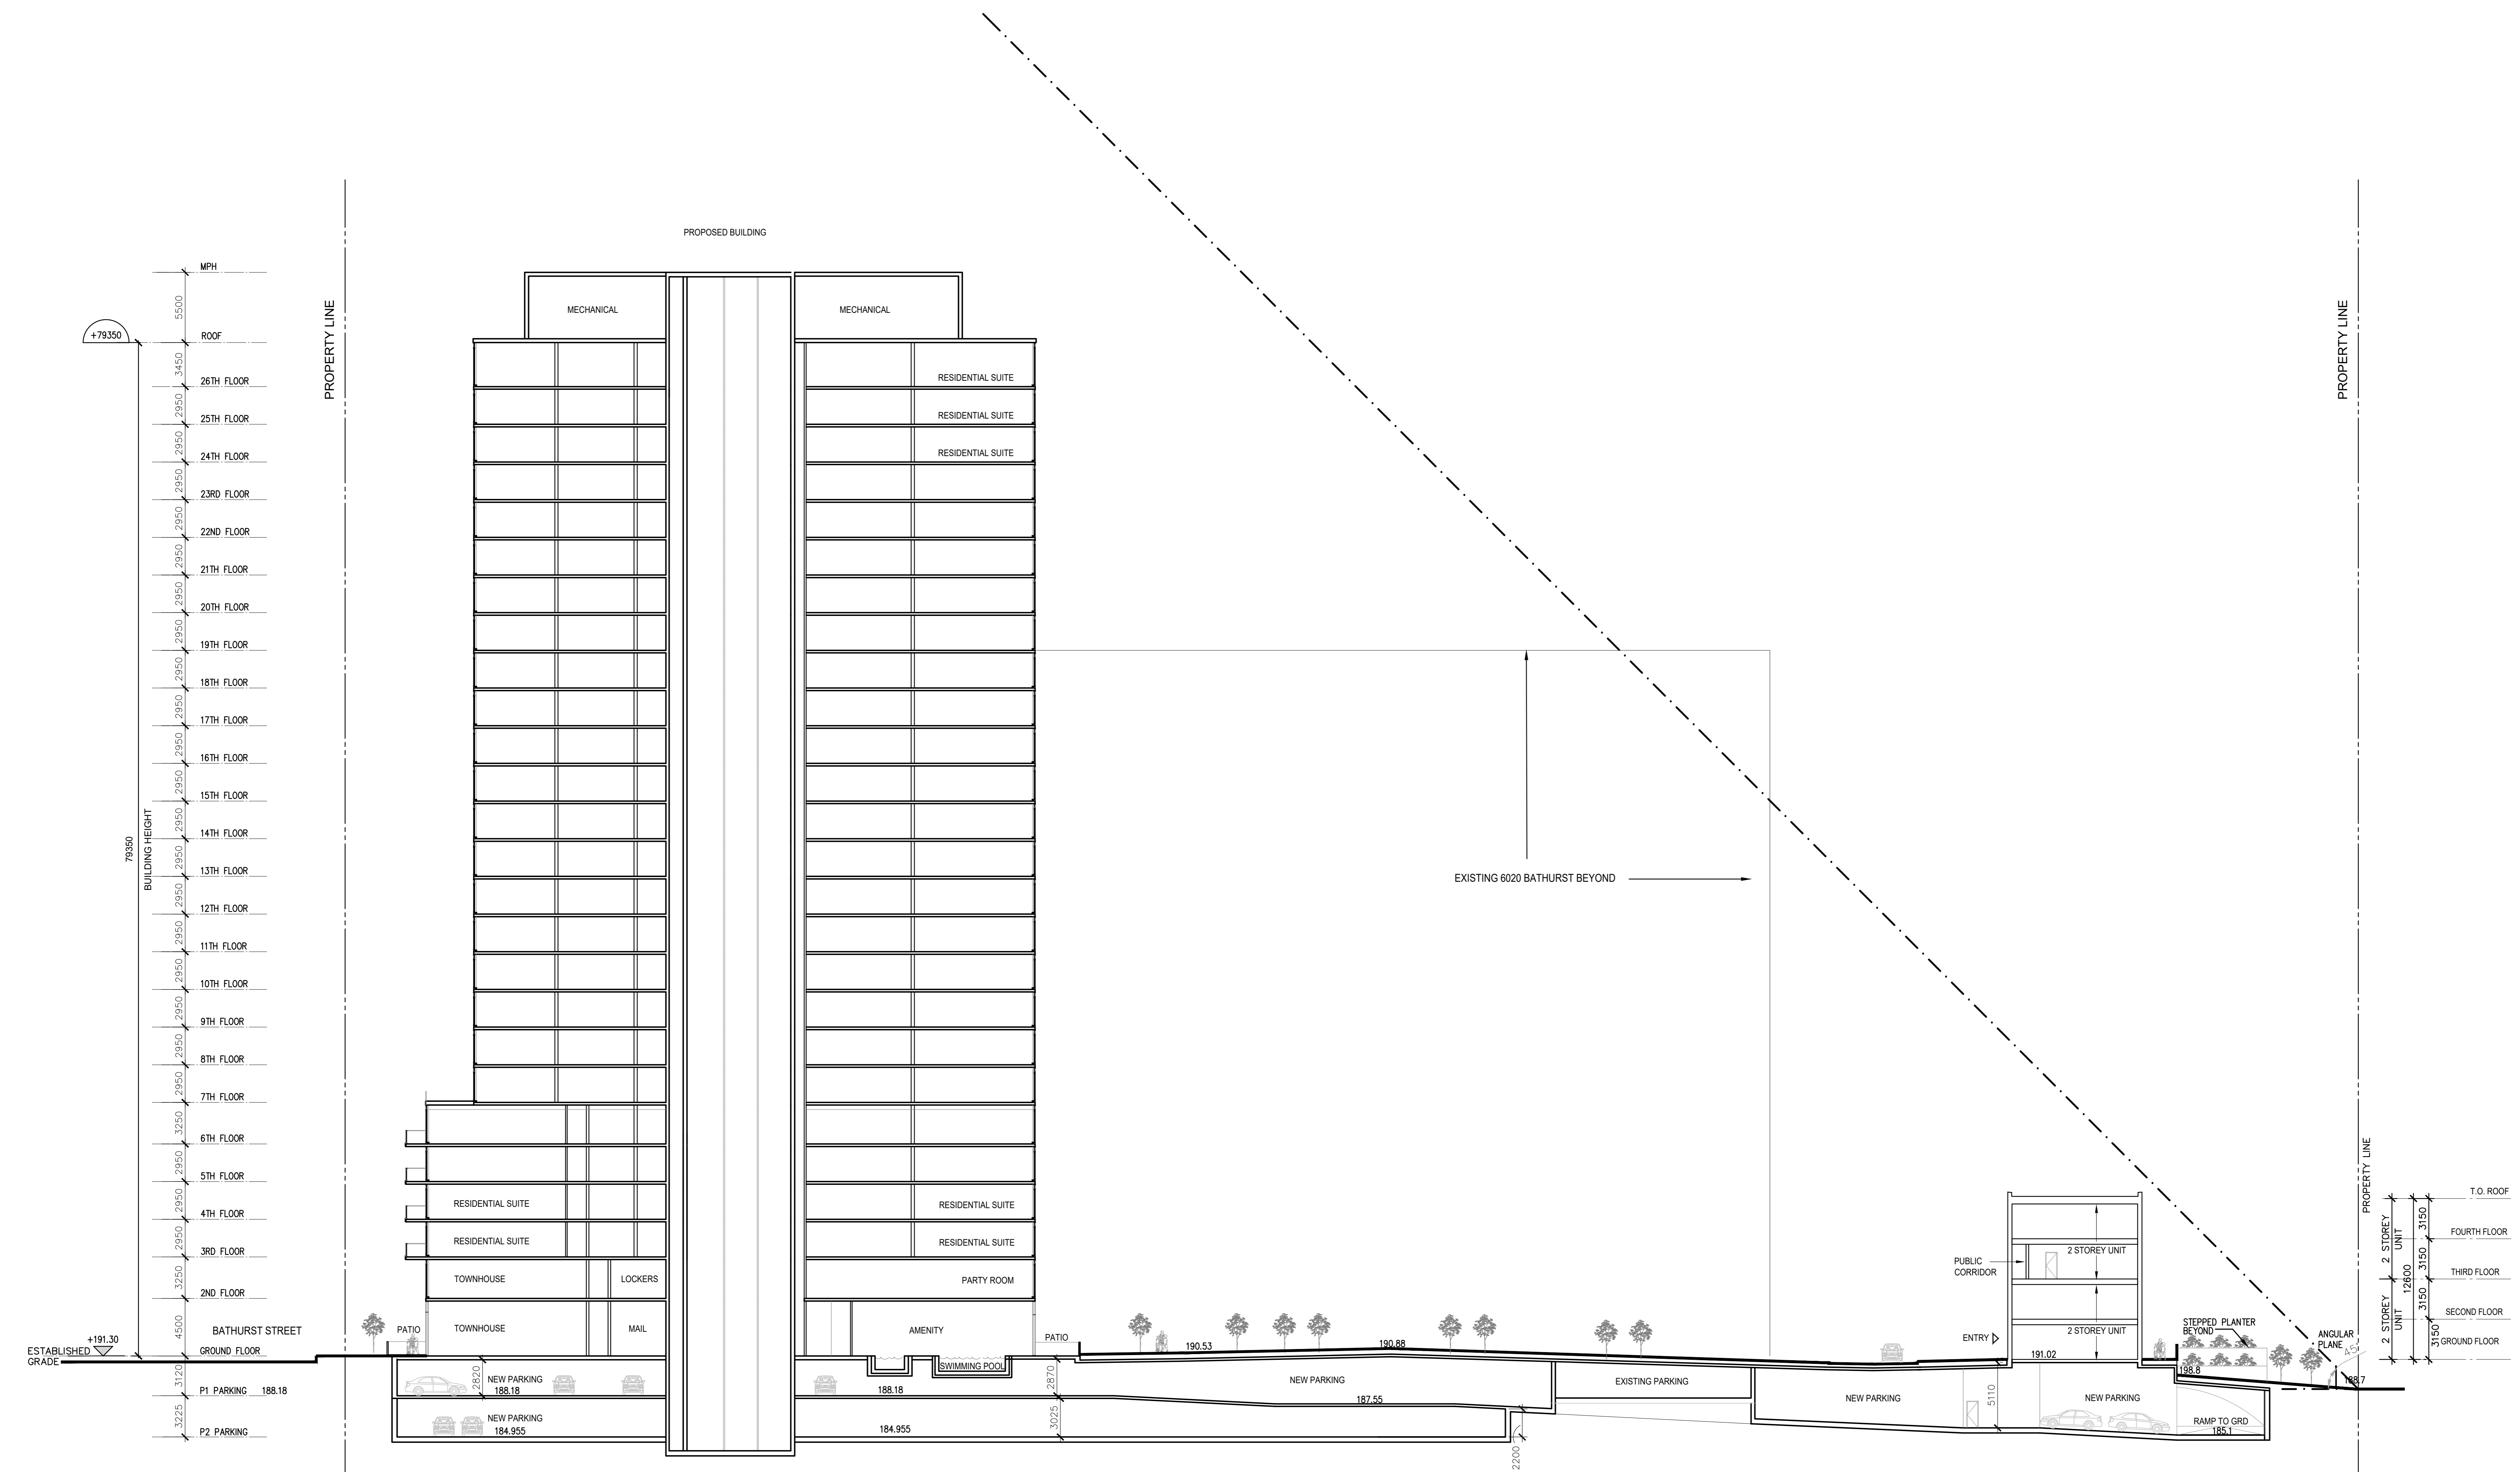 PROPOSED BUILDING
MPH
5500
MECHANICAL
MECHANICAL
PROPERTY LINE
PROPERTY LINE
+79350
ROOF
3450
26TH FLOOR
RESIDENTIAL SUITE
2950
25TH FLOOR
RESIDENTIAL SUITE
2950
24TH FLOOR
RESIDENTIAL SUITE
2950
23RD FLOOR
2950
22ND FLOOR
2950
21TH FLOOR
2950
20TH FLOOR
2950
19TH FLOOR
2950
18TH FLOOR
2950
17TH FLOOR
2950
16TH FLOOR
2950
15TH FLOOR
2950
14TH FLOOR
79350
BUILDING HEIGHT
2950
13TH FLOOR
EXISTING 6020 BATHURST BEYOND
2950
12TH FLOOR
2950
11TH FLOOR
2950
10TH FLOOR
2950
9TH FLOOR
2950
8TH FLOOR
2950
7TH FLOOR
3250
6TH FLOOR
2950
5TH FLOOR
2950
RESIDENTIAL SUITE
RESIDENTIAL SUITE
4TH FLOOR
2950
RESIDENTIAL SUITE
RESIDENTIAL SUITE
3RD FLOOR
3250
TOWNHOUSE
LOCKERS
PARTY ROOM
2ND FLOOR
4500
BATHURST STREET
PATIO
TOWNHOUSE
MAIL
AMENITY
PATIO
+191.30
ESTABLISHED
GRADE
GROUND FLOOR
3120
P1 PARKING 188.18
3225
P2 PARKING
2820
NEW PARKING
188.18
NEW PARKING
184.955
SWIMMING POOL
188.18
184.955
2870
3025
190.53
190.88
NEW PARKING
187.55
2200
EXISTING PARKING
NEW PARKING
5110
NEW PARKING
RAMP TO GRD
185.1
PUBLIC
CORRIDOR
2 STOREY UNIT
2 STOREY UNIT
ENTRY
191.02
STEPPED PLANTER
BEYOND
ANGULAR
PLANE
198.8
188.7
PROPERTY LINE
2 STOREY
UNIT
2 STOREY
UNIT
12600
3150
3150
3150
3150
T.O. ROOF
FOURTH FLOOR
THIRD FLOOR
SECOND FLOOR
GROUND FLOOR